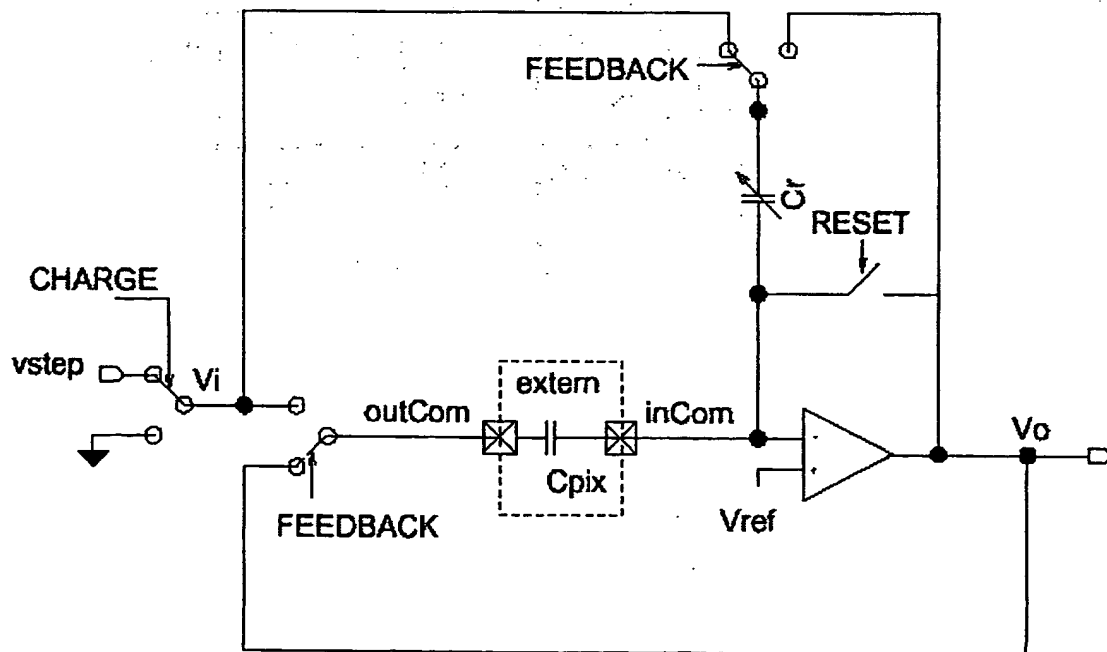 FEEDBACK
Cr
RESET
CHARGE
vstep
Vi
extern
outCom
inCom
-
+
Vo
Cpix
Vref
FEEDBACK